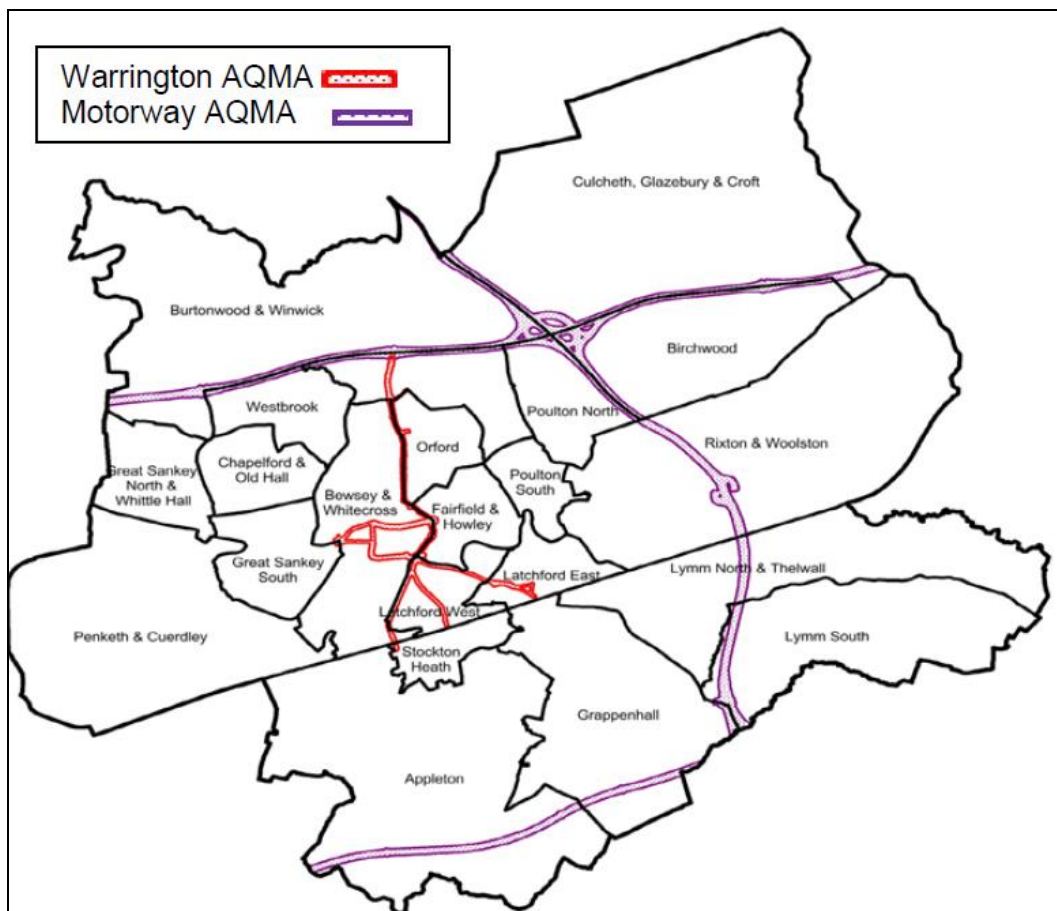 Warrington AQMA
Motorway AQMA
Culcheth, Glazebury & Croft
Burtonwood & Winwick
Birchwood
Westbrook
Poulton North
Orford
Rixton & Woolston
Great Sankey
North &
Whittle Hall
Chapelford &
Old Hall
Poulton
South
Bewsey &
Whitecross
Fairfield &
Howley
Great Sankey
South
Latchford East
Lymm North & Thelwall
Latchford West
Penketh & Cuerdley
Stockton
Heath
Lymm South
Grappenhall
Appleton